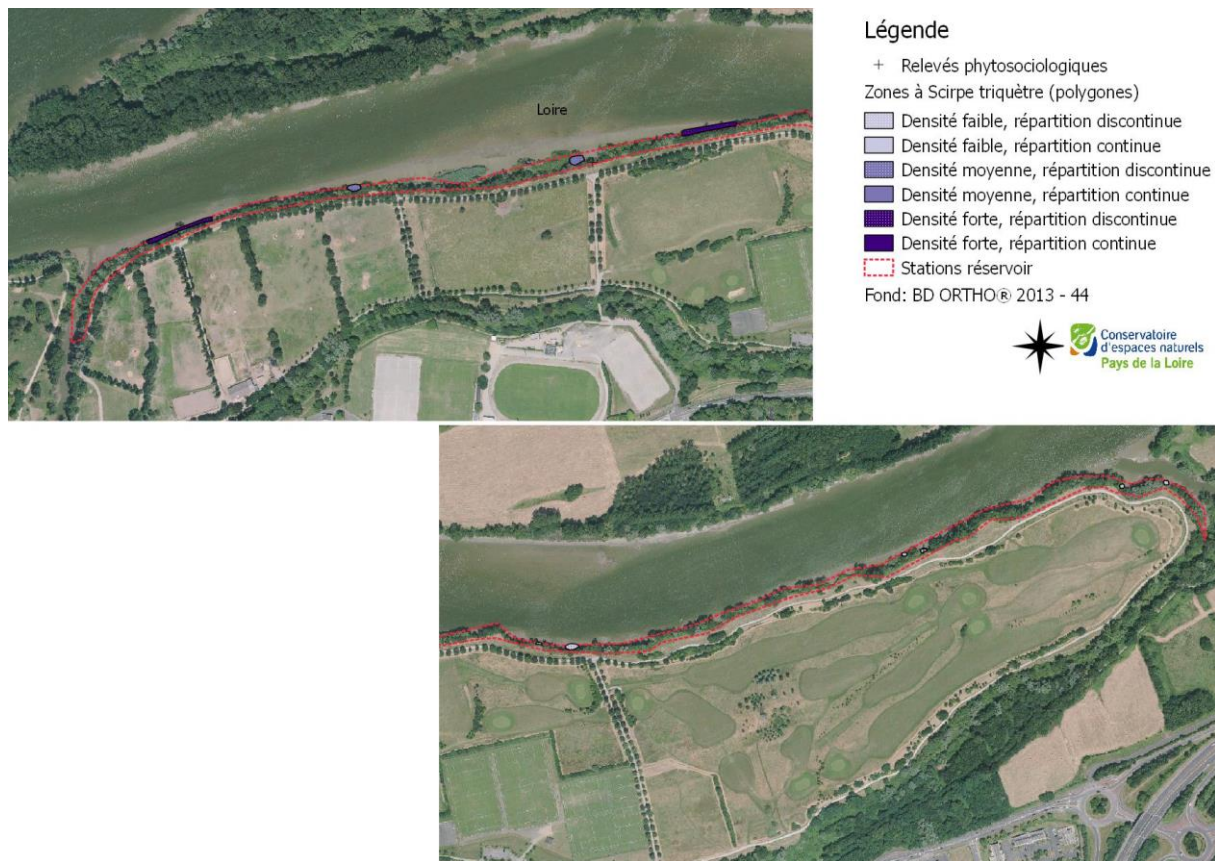 Loire
Légende
+ Relevés phytosociologiques
Zones à Scirpe triquètre (polygones)
Densité faible, répartition discontinue
Densité faible, répartition continue
Densité moyenne, répartition discontinue
Densité moyenne, répartition continue
Densité forte, répartition discontinue
Densité forte, répartition continue
Stations réservoir
Fond: BD ORTHO® 2013 - 44
Conservatoire
d'espaces naturels
Pays de la Loire